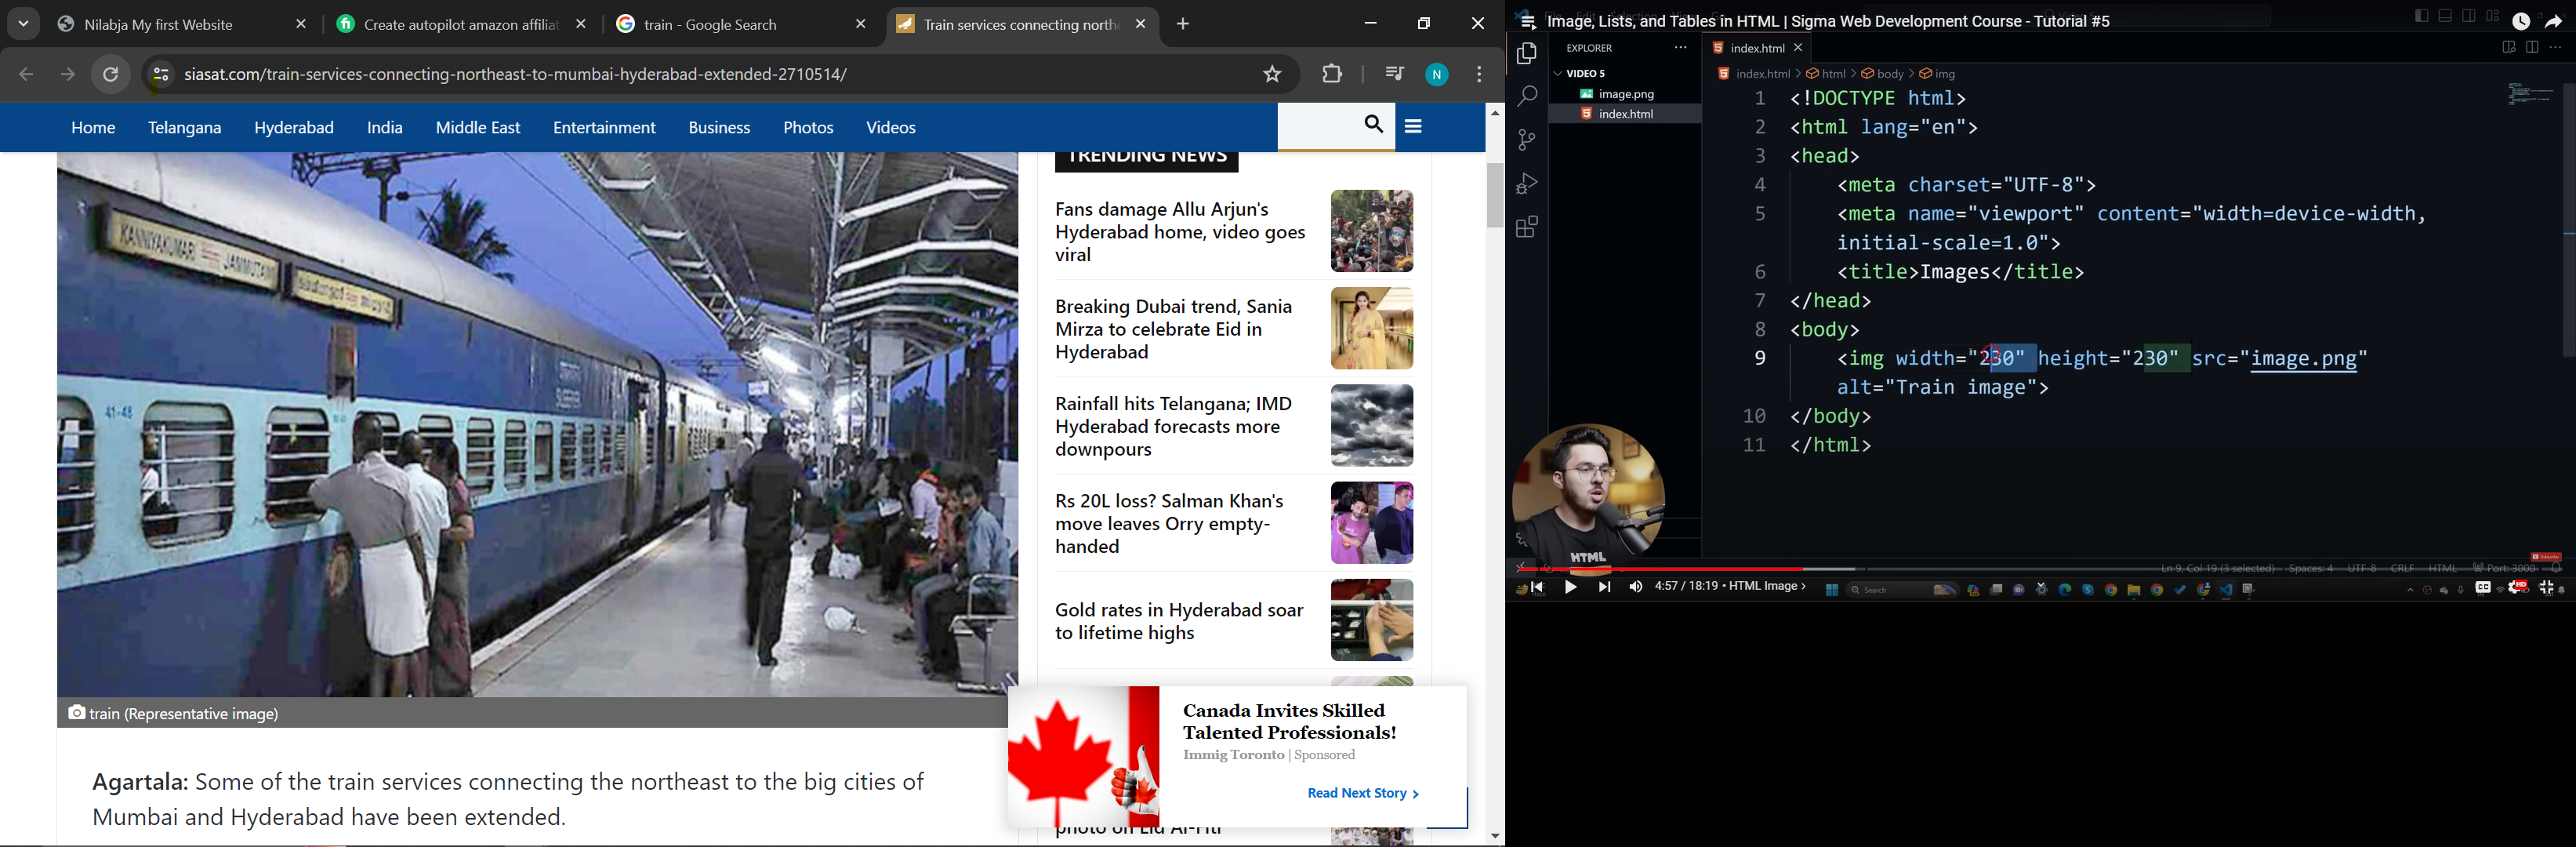 Nilabja My first Website
Create autopilot amazon affiliat
train - Google Search
Train services connecting north
siasat.com/train-services-connecting-northeast-to-mumbai-hyderabad-extended-2710514/
N
Home Telangana Hyderabad India Middle East Entertainment Business Photos Videos
KANNIYAKUMARI
41-48
train (Representative image)
Agartala: Some of the train services connecting the northeast to the big cities of
Mumbai and Hyderabad have been extended.
TRENDING NEWS
Fans damage Allu Arjun's
Hyderabad home, video goes
viral
Breaking Dubai trend, Sania
Mirza to celebrate Eid in
Hyderabad
Rainfall hits Telangana; IMD
Hyderabad forecasts more
downpours
Rs 20L loss? Salman Khan's
move leaves Orry empty-
handed
Gold rates in Hyderabad soar
to lifetime highs
photo on Eid Al-Fitr
Canada Invites Skilled
Talented Professionals!
Immig Toronto | Sponsored
Read Next Story
Image, Lists, and Tables in HTML | Sigma Web Development Course - Tutorial #5
EXPLORER
VIDEO 5
image.png
index.html
index.html
index.html > html > body > img
1 <!DOCTYPE html>
2 <html lang="en">
3 <head>
4 <meta charset="UTF-8">
5 <meta name="viewport" content="width=device-width,
initial-scale=1.0">
6 <title>Images</title>
7 </head>
8 <body>
9 <img width="230" height="230" src="image.png"
alt="Train image">
10 </body>
11 </html>
HTML
Ln 9, Col 19 (3 selected) Spaces: 4 UTF-8 CRLF HTML Port: 3000
4:57 / 18:19 • HTML Image
Search
CC
HD